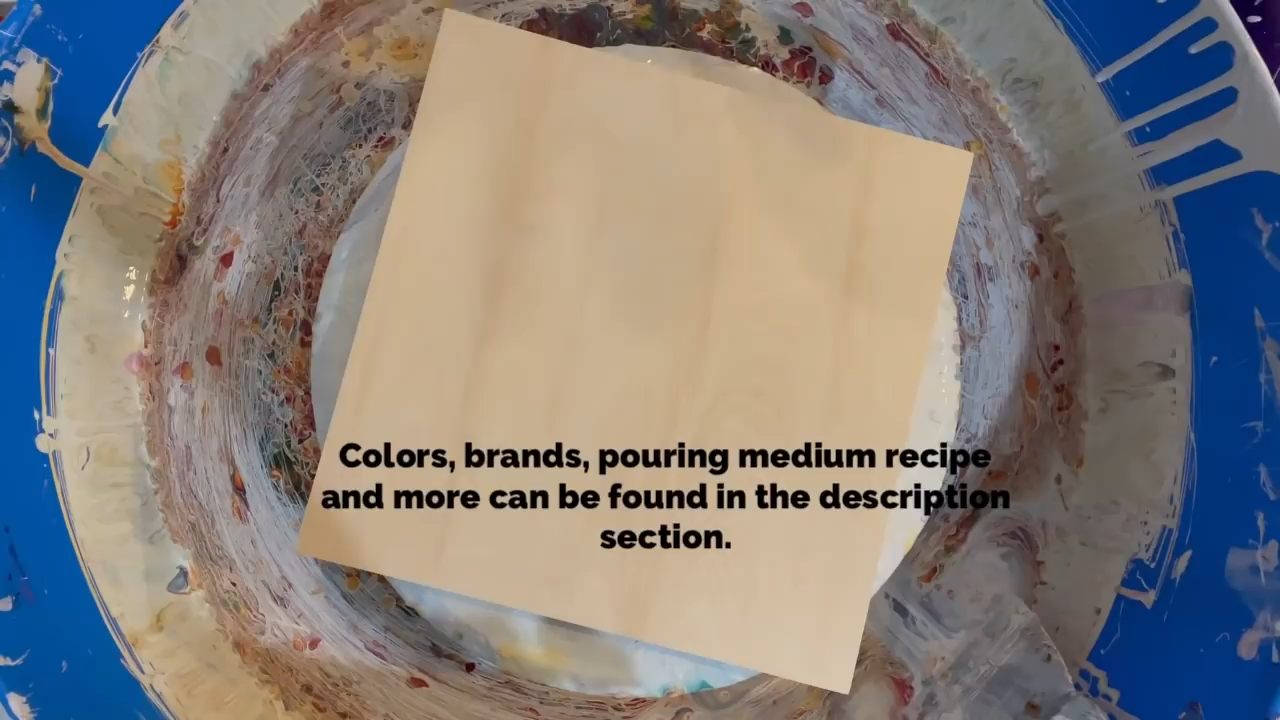 Colors, brands, pouring medium recipe
and more can be found in the description
section.